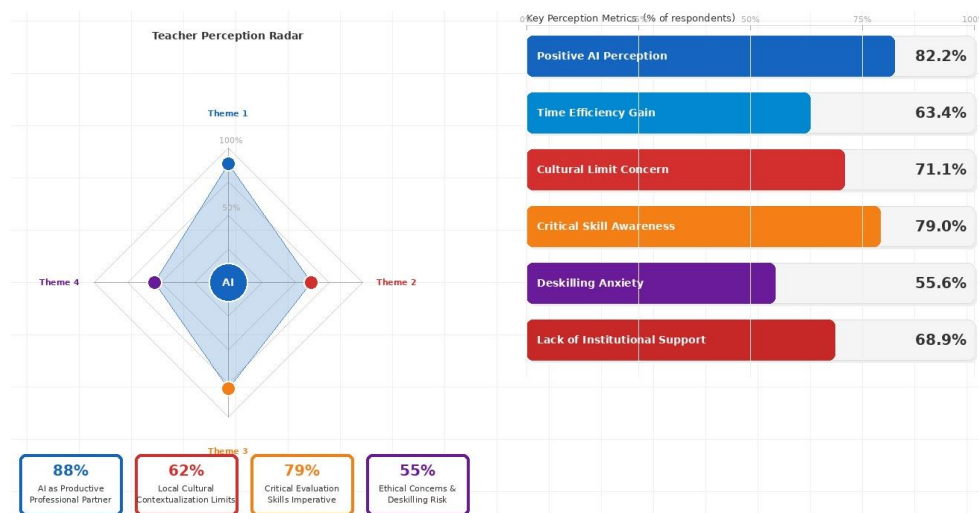 Teacher Perception Radar
Theme 1
100%
50%
AI
Theme 4
Theme 2
Theme 3
88%
AI as Productive
Professional Partner
62%
Local Cultural
Contextualization Limits
79%
Critical Evaluation
Skills Imperative
55%
Ethical Concerns &
Deskilling Risk
Key Perception Metrics (% of respondents)
0% 25% 50% 75% 100%
Positive AI Perception 82.2%
Time Efficiency Gain 63.4%
Cultural Limit Concern 71.1%
Critical Skill Awareness 79.0%
Deskilling Anxiety 55.6%
Lack of Institutional Support 68.9%